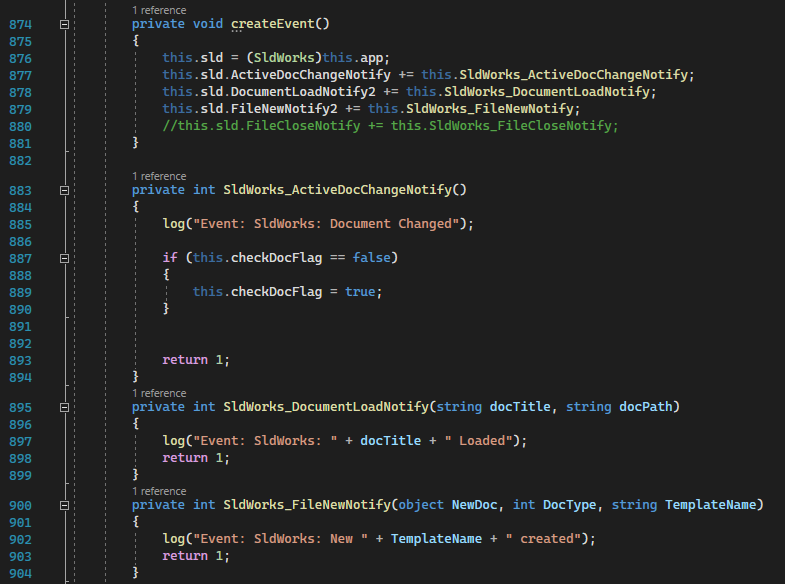 1 reference
874 private void createEvent()
875 {
876 this.sld = (SldWorks)this.app;
877 this.sld.ActiveDocChangeNotify += this.SldWorks_ActiveDocChangeNotify;
878 this.sld.DocumentLoadNotify2 += this.SldWorks_DocumentLoadNotify;
879 this.sld.FileNewNotify2 += this.SldWorks_FileNewNotify;
880 //this.sld.FileCloseNotify += this.SldWorks_FileCloseNotify;
881 }
882
1 reference
883 private int SldWorks_ActiveDocChangeNotify()
884 {
885 log("Event: SldWorks: Document Changed");
886
887 if (this.checkDocFlag == false)
888 {
889 this.checkDocFlag = true;
890 }
891
892
893 return 1;
894 }
1 reference
895 private int SldWorks_DocumentLoadNotify(string docTitle, string docPath)
896 {
897 log("Event: SldWorks: " + docTitle + " Loaded");
898 return 1;
899 }
1 reference
900 private int SldWorks_FileNewNotify(object NewDoc, int DocType, string TemplateName)
901 {
902 log("Event: SldWorks: New " + TemplateName + " created");
903 return 1;
904 }